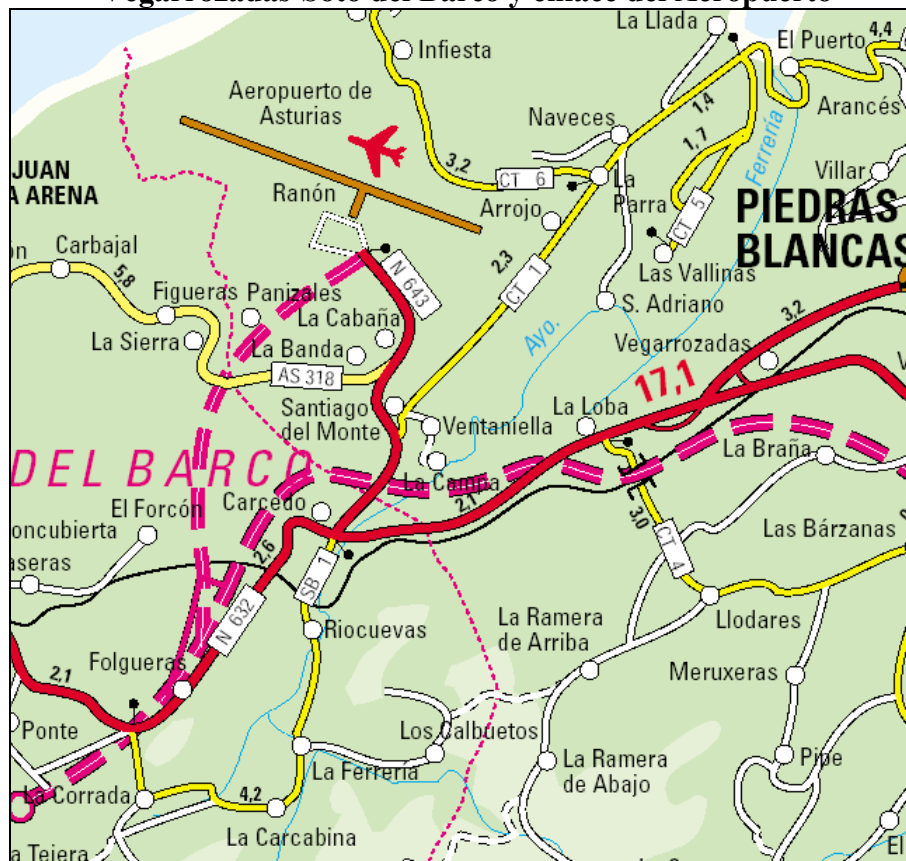 Vegarrozadas Soto del Barco y enlace del Aeropuerto
La Llada
4,4
El Puerto
Infiesta
Aeropuerto de
Asturias
Naveces
1,4
Arancés
Ferrería
1,7
3,2
CT 6
Villar
JUAN
A ARENA
Ranón
La
Parra
Arrojo
CT 5
PIEDRAS
BLANCAS
ón
Carbajal
5,8
N 643
2,3
CT 1
Las Vallinas
Figueras
Panizales
S. Adriano
3,2
La Cabaña
Ayo.
La Sierra
La Banda
Vegarrozadas
AS 318
17,1
V
Santiago
del Monte
La Loba
Ventaniella
La Braña
DEL BARCO
La Campa
2,1
Carcedo
El Forcón
3,0
Las Bárzanas
oncubierta
2,6
CT 4
aseras
SB 1
N 632
La Ramera
de Arriba
Llodares
Riocuevas
Folgueras
2,1
Meruxeras
Ponte
Los Calbuetos
La Ramera
de Abajo
Pipe
La Ferrería
La Corrada
4,2
La Carcabina
a Tejera
El